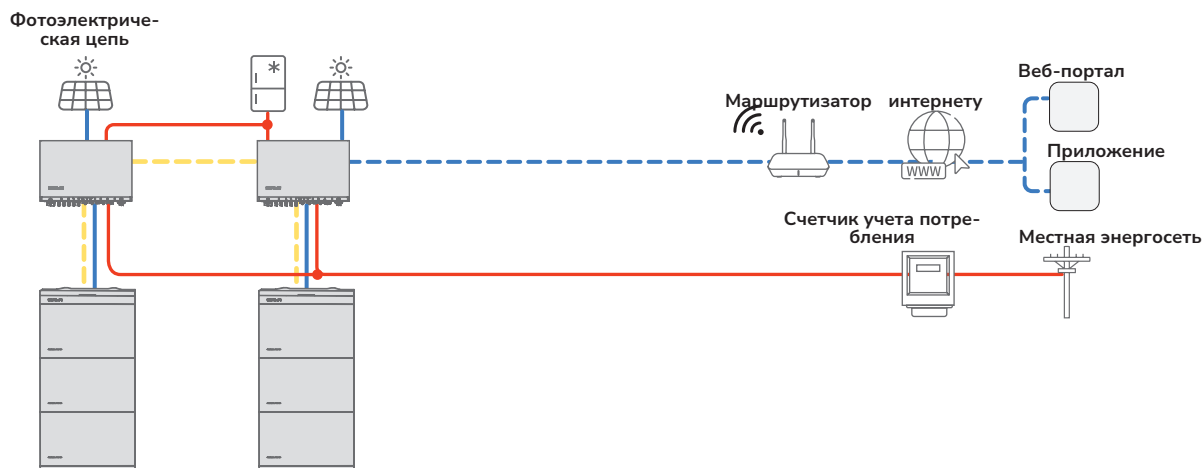 Фотоэлектриче-
ская цепь
Веб-портал
Маршрутизатор
интернету
Приложение
WWW
Счетчик учета потре-
бления
Местная энергосеть